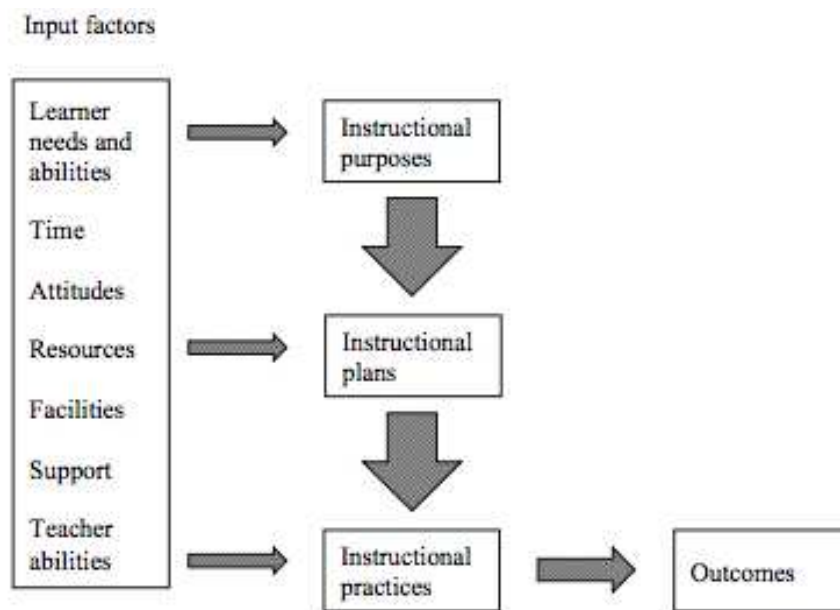 Input factors
Learner
needs and
abilities
Time
Attitudes
Resources
Facilities
Support
Teacher
abilities
Instructional
purposes
Instructional
plans
Instructional
practices
Outcomes